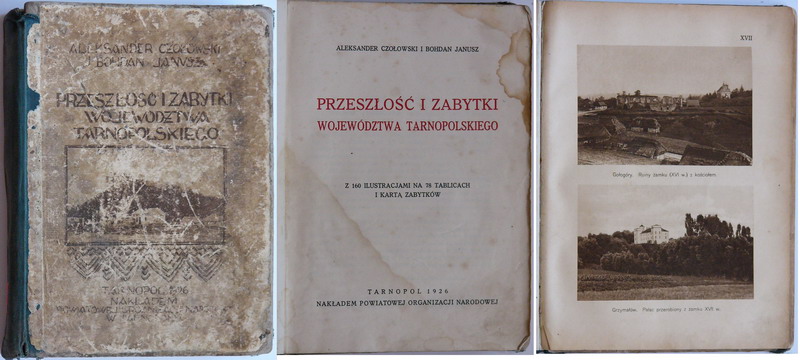 ALEKSANDER CZOŁOWSKI
I BOHDAN JANUSZ
PRZESZŁOŚĆ I ZABYTKI
WOJEWÓDZTWA
TARNOPOLSKIEGO
TARNOPOL 1926
NAKŁADEM
ALEKSANDER CZOŁOWSKI I BOHDAN JANUSZ
PRZESZŁOŚĆ I ZABYTKI
WOJEWÓDZTWA TARNOPOLSKIEGO
Z 160 ILUSTRACJAMI NA 76 TABLICACH
I KARTĄ ZABYTKÓW
TARNOPOL 1926
NAKŁADEM POWIATOWEJ ORGANIZACJI NARODOWEJ
XVII
Gołogóry. Ruiny zamku (XVI w.) z kościołem.
Grzymałów. Pałac przerobiony z zamku XVII w.